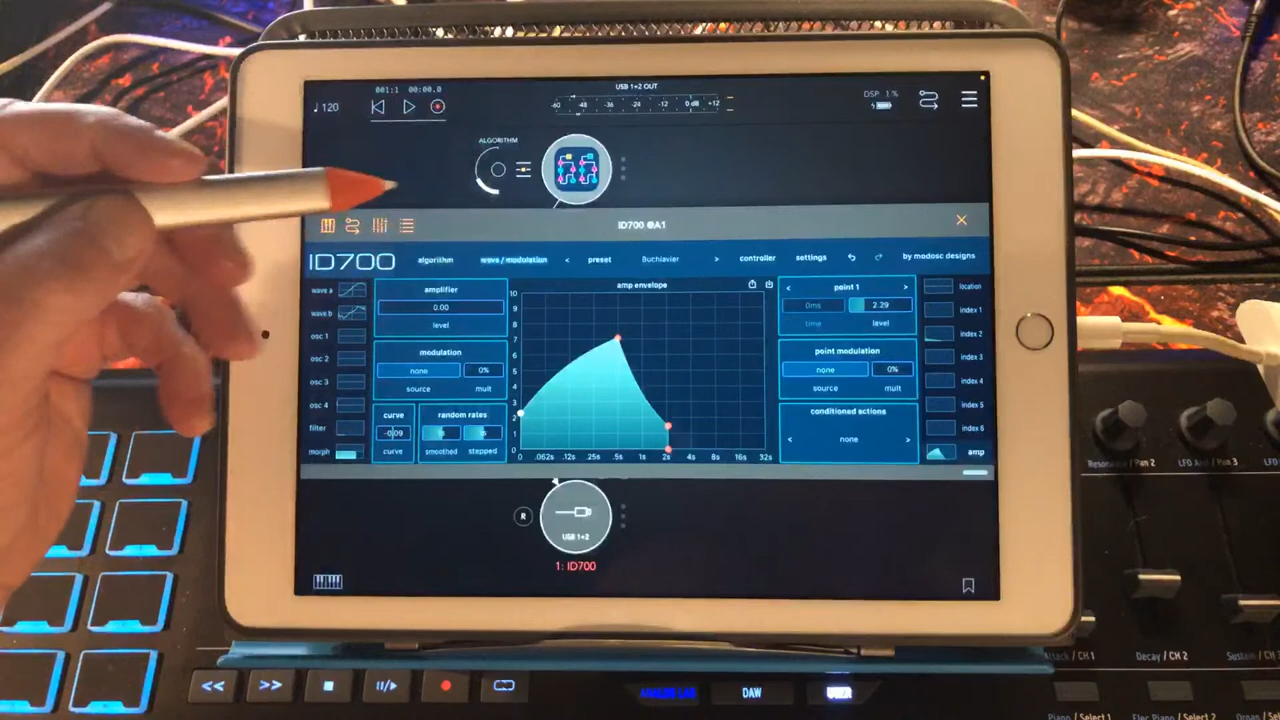 001:1 00:00.0
♩ 120
USB 1+2 OUT
-60 -48 -36 -24 -12 0 dB +12
DSP 1 %
ALGORITHM
ID700 @A1
ID700 algorithm wave / modulation < preset Buchlavier > controller settings by modosc designs
wave a
wave b
osc 1
osc 2
osc 3
osc 4
filter
morph
amplifier
0.00
level
modulation
none 0%
source mult
curve
-0.09
curve
random rates
smoothed stepped
amp envelope
10
9
8
7
6
5
4
3
2
1
0
0 .062s .12s .25s .5s 1s 2s 4s 8s 16s 32s
< point 1 >
0ms 2.29
time level
point modulation
none 0%
source mult
conditioned actions
< none >
location
index 1
index 2
index 3
index 4
index 5
index 6
amp
R
USB 1+2
1: ID700
Resonance / Pan 2
Attack / CH 1 Decay / CH 2
ANALOG LAB DAW USER
Piano / Select 1